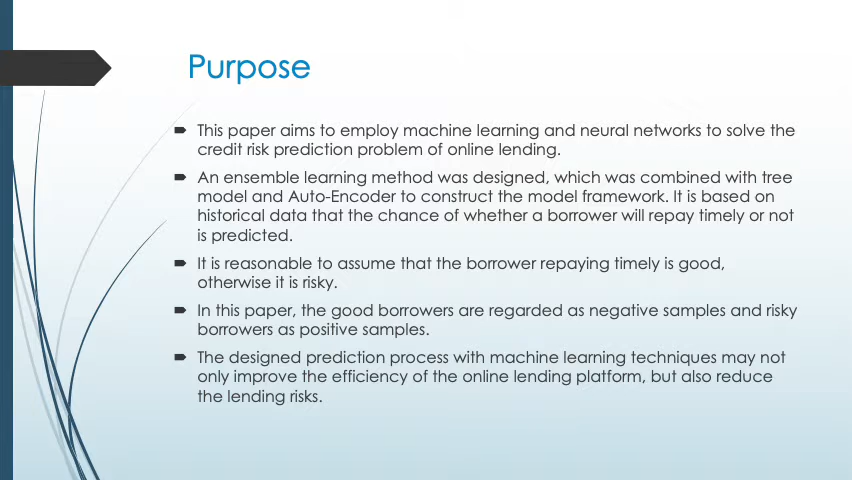 Purpose
This paper aims to employ machine learning and neural networks to solve the
credit risk prediction problem of online lending.
An ensemble learning method was designed, which was combined with tree
model and Auto-Encoder to construct the model framework. It is based on
historical data that the chance of whether a borrower will repay timely or not
is predicted.
It is reasonable to assume that the borrower repaying timely is good,
otherwise it is risky.
In this paper, the good borrowers are regarded as negative samples and risky
borrowers as positive samples.
The designed prediction process with machine learning techniques may not
only improve the efficiency of the online lending platform, but also reduce
the lending risks.